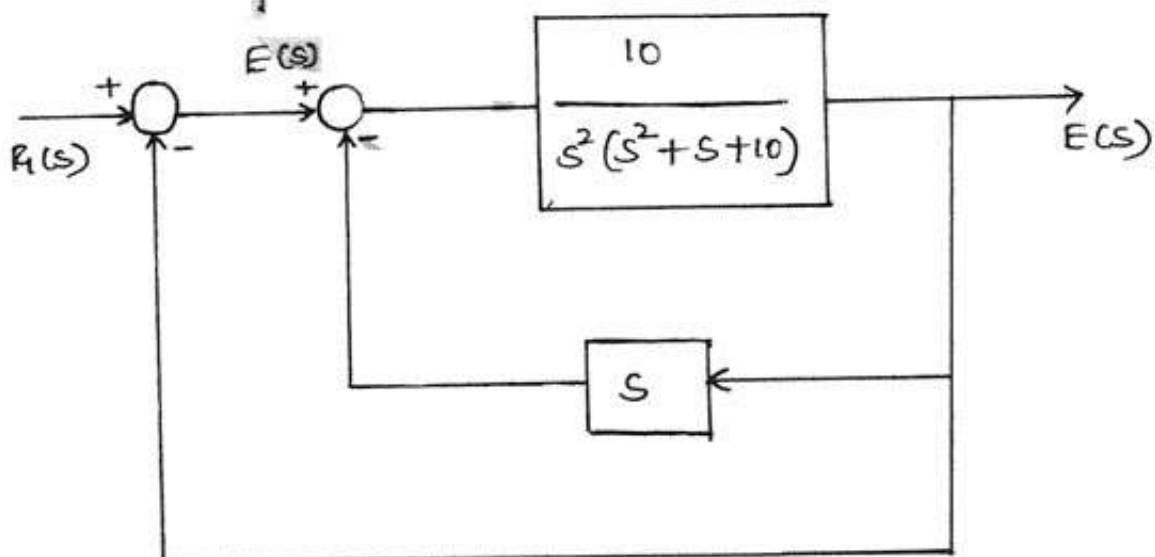 E(s)
10
+
+
R(s)
-
-
s²(s²+s+10)
E(s)
S